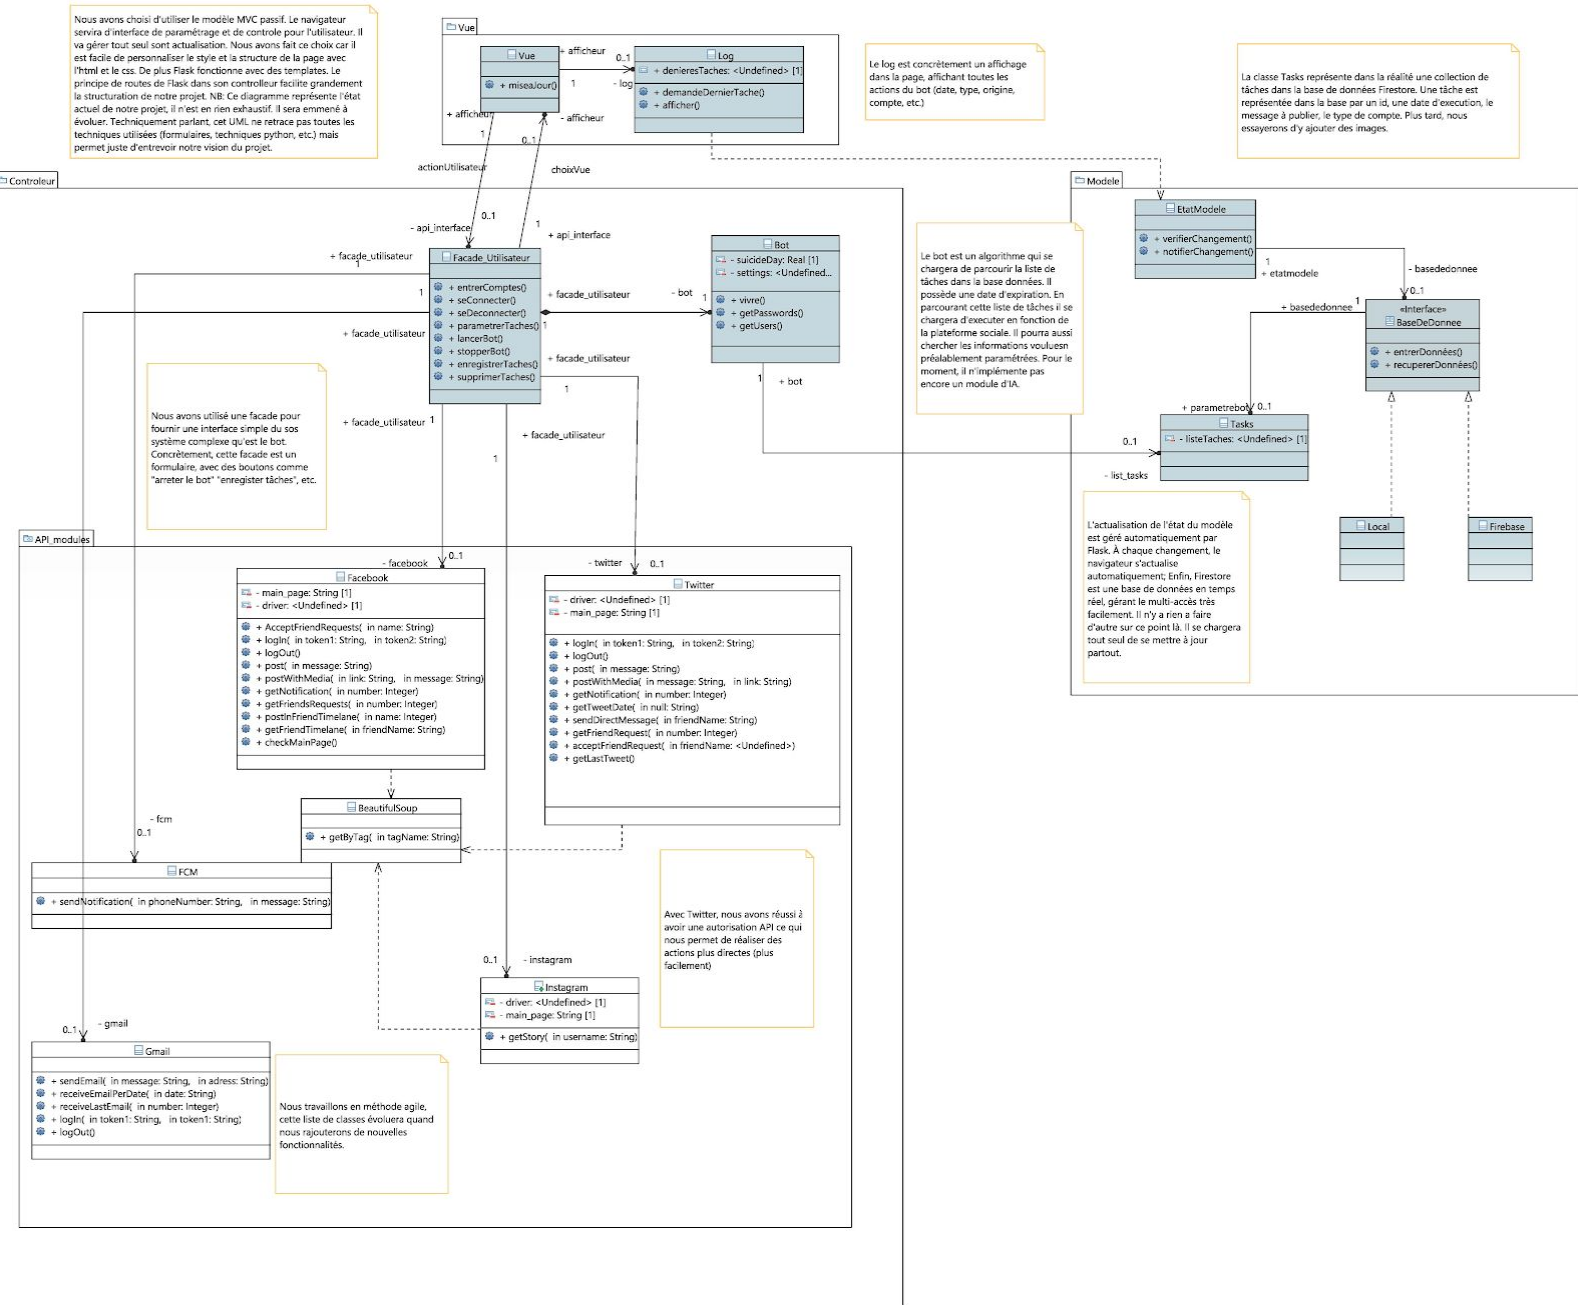 Nous avons choisi d'utiliser le modèle MVC passif. Le navigateur
servira d'interface de paramétrage et de controle pour l'utilisateur. Il
va gérer tout seul sont actualisation. Nous avons fait ce choix car il
est facile de personnaliser le style et la structure de la page avec
l'html et le css. De plus Flask fonctionne avec des templates. Le
principe de routes de Flask dans son controlleur facilite grandement
la structuration de notre projet. NB: Ce diagramme représente l'état
actuel de notre projet, il n'est en rien exhaustif. Il sera emmené à
évoluer. Techniquement parlant, cet UML ne retrace pas toutes les
techniques utilisées (formulaires, techniques python, etc.) mais
permet juste d'entrevoir notre vision du projet.
Vue
Vue
+ miseaJour()
+ afficheur
1
0..1
- log
Log
+ denieresTaches: <Undefined> [1]
+ demandeDernierTache()
+ afficher()
Le log est concrètement un affichage
dans la page, affichant toutes les
actions du bot (date, type, origine,
compte, etc.)
La classe Tasks représente dans la réalité une collection de
tâches dans la base de données Firestore. Une tâche est
représentée dans la base par un id, une date d'execution, le
message à publier, le type de compte. Plus tard, nous
essayerons d'y ajouter des images.
+ afficheur
1
- afficheur
0..1
actionUtilisateur
choixVue
0..1
- api_interface
1
+ api_interface
Controleur
Facade_Utilisateur
+ entrerComptes()
+ seConnecter()
+ seDeconnecter()
+ parametrerTaches()
+ lancerBot()
+ stopperBot()
+ enregistrerTaches()
+ supprimerTaches()
+ facade_utilisateur
1
1
+ facade_utilisateur
+ facade_utilisateur
1
- bot
1
+ facade_utilisateur
1
+ facade_utilisateur 1
+ facade_utilisateur
1
Bot
- suicideDay: Real [1]
- settings: <Undefined...
+ vivre()
+ getPasswords()
+ getUsers()
1
+ bot
Le bot est un algorithme qui se
chargera de parcourir la liste de
tâches dans la base données. Il
possède une date d'expiration. En
parcourant cette liste de tâches il se
chargera d'executer en fonction de
la plateforme sociale. Il pourra aussi
chercher les informations vouluesn
préalablement paramétrées. Pour le
moment, il n'implémente pas
encore un module d'IA.
Modele
EtatModele
+ verifierChangement()
+ notifierChangement()
1
+ etatmodele
- basededonnee
0..1
+ basededonnee
1
«Interface»
BaseDeDonnee
+ entrerDonnées()
+ recupererDonnées()
+ parametrebot
0..1
Tasks
- listeTaches: <Undefined> [1]
0..1
- list_tasks
Local
Firebase
L'actualisation de l'état du modèle
est géré automatiquement par
Flask. À chaque changement, le
navigateur s'actualise
automatiquement; Enfin, Firestore
est une base de données en temps
réel, gérant le multi-accès très
facilement. Il n'y a rien a faire
d'autre sur ce point là. Il se chargera
tout seul de se mettre à jour
partout.
Nous avons utilisé une facade pour
fournir une interface simple du sos
système complexe qu'est le bot.
Concrètement, cette facade est un
formulaire, avec des boutons comme
"arreter le bot" "enregister tâches", etc.
API_modules
- facebook
0..1
Facebook
- main_page: String [1]
- driver: <Undefined> [1]
+ AcceptFriendRequests( in name: String)
+ logIn( in token1: String, in token2: String)
+ logOut()
+ post( in message: String)
+ postWithMedia( in link: String, in message: String)
+ getNotification( in number: Integer)
+ getFriendsRequests( in number: Integer)
+ postInFriendTimelane( in name: Integer)
+ getFriendTimelane( in friendName: String)
+ checkMainPage()
- twitter
0..1
Twitter
- driver: <Undefined> [1]
- main_page: String [1]
+ logIn( in token1: String, in token2: String)
+ logOut()
+ post( in message: String)
+ postWithMedia( in message: String, in link: String)
+ getNotification( in number: Integer)
+ getTweetDate( in null: String)
+ sendDirectMessage( in friendName: String)
+ getFriendRequest( in number: Integer)
+ acceptFriendRequest( in friendName: <Undefined>)
+ getLastTweet()
BeautifulSoup
+ getByTag( in tagName: String)
- fcm
0..1
FCM
+ sendNotification( in phoneNumber: String, in message: String)
Avec Twitter, nous avons réussi à
avoir une autorisation API ce qui
nous permet de réaliser des
actions plus directes (plus
facilement)
0..1
- instagram
Instagram
- driver: <Undefined> [1]
- main_page: String [1]
+ getStory( in username: String)
0..1
- gmail
Gmail
+ sendEmail( in message: String, in adress: String)
+ receiveEmailPerDate( in date: String)
+ receiveLastEmail( in number: Integer)
+ logIn( in token1: String, in token1: String)
+ logOut()
Nous travaillons en méthode agile,
cette liste de classes évoluera quand
nous rajouterons de nouvelles
fonctionnalités.